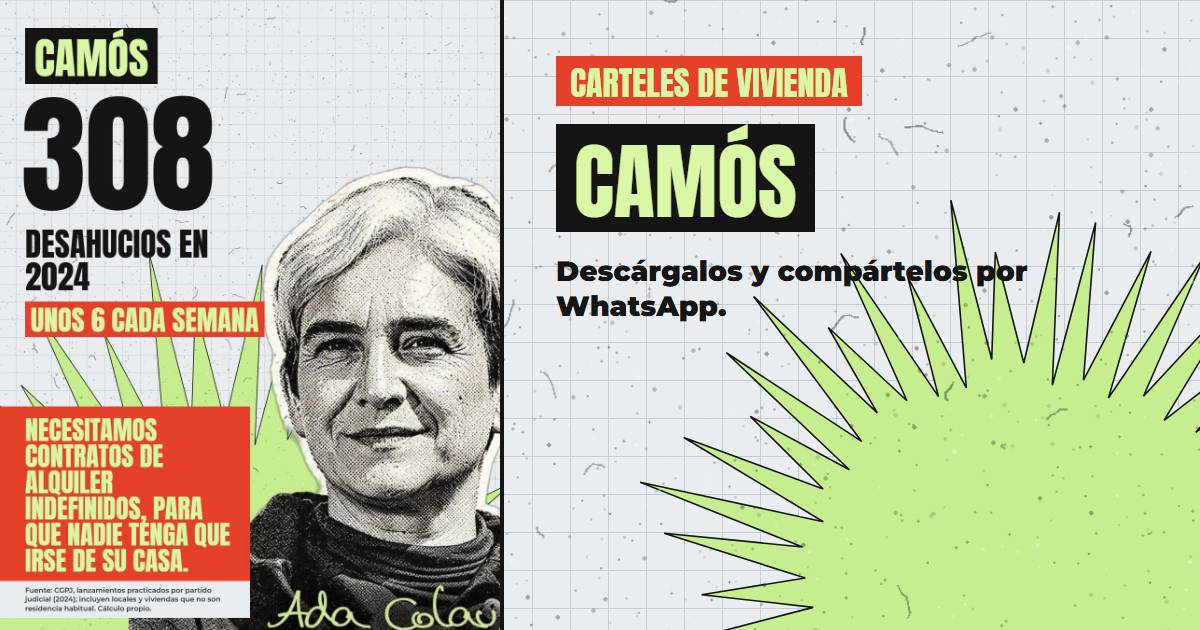 CAMÓS
308
DESAHUCIOS EN
2024
UNOS 6 CADA SEMANA
NECESITAMOS
CONTRATOS DE
ALQUILER
INDEFINIDOS, PARA
QUE NADIE TENGA QUE
IRSE DE SU CASA.
Fuente: CGPJ, lanzamientos practicados por partido
judicial (2024); incluyen locales y viviendas que no son
residencia habitual. Cálculo propio.
Ada Colau
CARTELES DE VIVIENDA
CAMÓS
Descárgalos y compártelos por
WhatsApp.